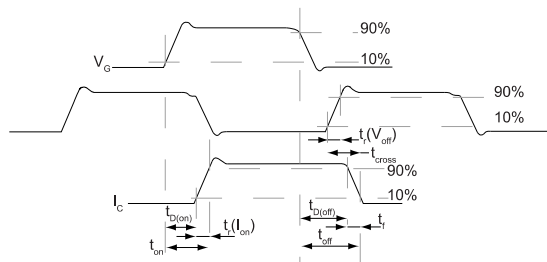 90%
V_G
10%
90%
10%
t_r(V_off)
t_cross
90%
I_C
10%
t_D(on)
t_r(I_on)
t_D(off)
t_f
t_on
t_off